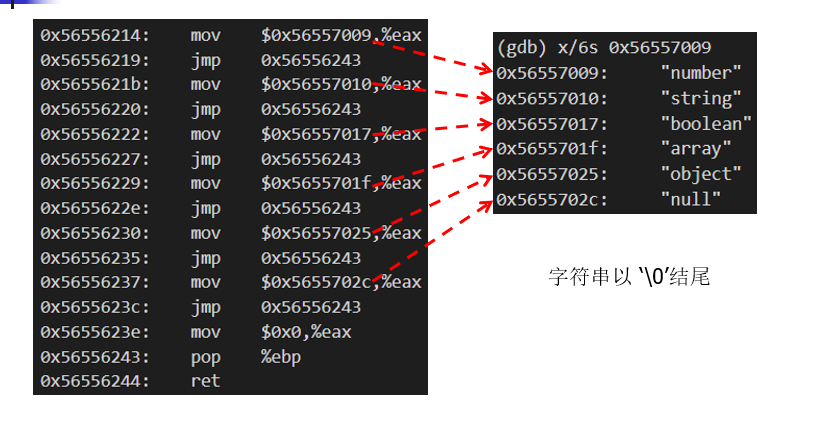 0x56556214: mov $0x56557009,%eax
0x56556219: jmp 0x56556243
0x5655621b: mov $0x56557010,%eax
0x56556220: jmp 0x56556243
0x56556222: mov $0x56557017,%eax
0x56556227: jmp 0x56556243
0x56556229: mov $0x5655701f,%eax
0x5655622e: jmp 0x56556243
0x56556230: mov $0x56557025,%eax
0x56556235: jmp 0x56556243
0x56556237: mov $0x5655702c,%eax
0x5655623c: jmp 0x56556243
0x5655623e: mov $0x0,%eax
0x56556243: pop %ebp
0x56556244: ret
(gdb) x/6s 0x56557009
0x56557009: "number"
0x56557010: "string"
0x56557017: "boolean"
0x5655701f: "array"
0x56557025: "object"
0x5655702c: "null"
字符串以 ‘\0’结尾